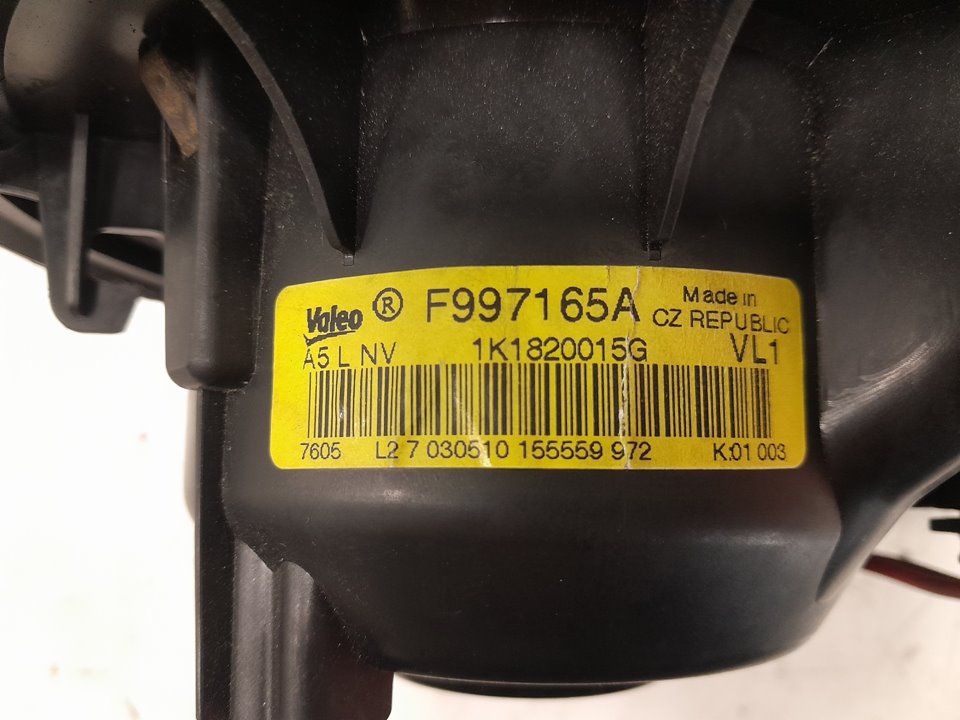 Valeo ® F997165A Made in
CZ REPUBLIC
A5 L NV 1K1820015G VL1
7605 L2 7 030510 155559 972 K:01 003